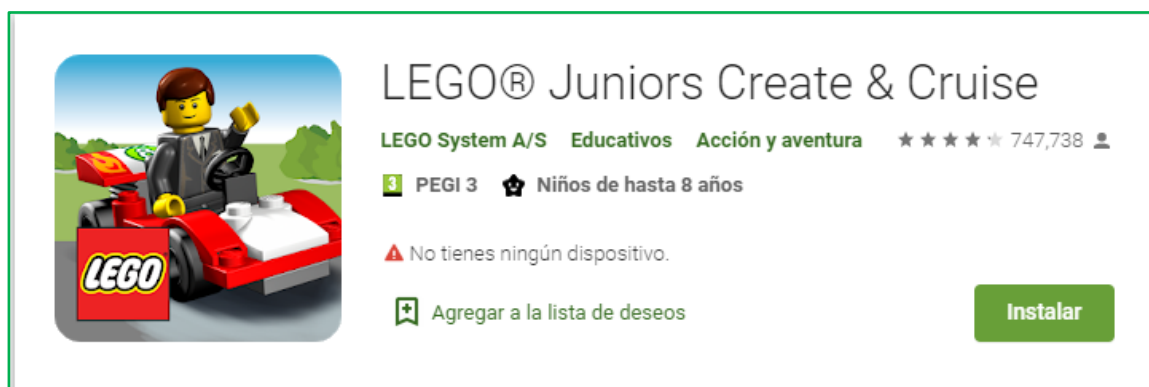 LEGO® Juniors Create & Cruise
LEGO System A/S Educativos Acción y aventura 747,738
3 PEGI 3 Niños de hasta 8 años
No tienes ningún dispositivo.
LEGO
Agregar a la lista de deseos Instalar